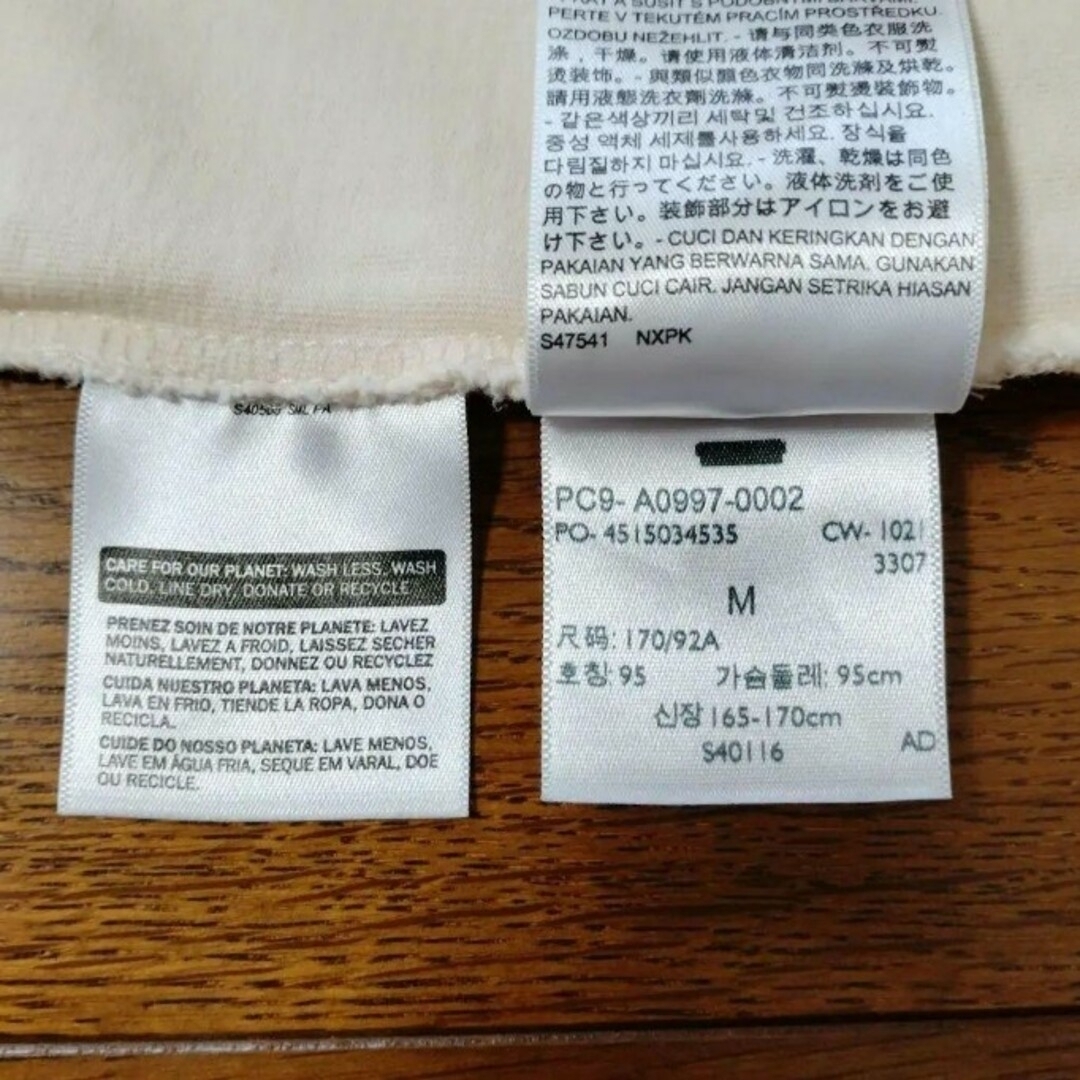 PERTE V TEKUTÉM PRACÍM PROSTŘEDKU.
OZDOBU NEŽEHLIT. - 请与同类色衣服洗
涤，干燥。请使用液体清洁剂。不可熨
烫装饰。- 與類似顏色衣物同洗滌及烘乾。
請用液態洗衣劑洗滌。不可熨燙裝飾物。
- 같은색상끼리 세탁및 건조하십시요.
중성 액체 세제를사용하세요. 장식을
다림질하지 마십시요. - 洗濯、乾燥は同色
の物と行ってください。液体洗剤をご使
用下さい。装飾部分はアイロンをお避
け下さい。- CUCI DAN KERINGKAN DENGAN
PAKAIAN YANG BERWARNA SAMA. GUNAKAN
SABUN CUCI CAIR. JANGAN SETRIKA HIASAN
PAKAIAN.
S47541 NXPK
CARE FOR OUR PLANET: WASH LESS, WASH
COLD, LINE DRY, DONATE OR RECYCLE
PRENEZ SOIN DE NOTRE PLANETE: LAVEZ
MOINS, LAVEZ A FROID, LAISSEZ SECHER
NATURELLEMENT, DONNEZ OU RECYCLEZ
CUIDA NUESTRO PLANETA: LAVA MENOS,
LAVA EN FRIO, TIENDE LA ROPA, DONA O
RECICLA.
CUIDE DO NOSSO PLANETA: LAVE MENOS,
LAVE EM ÁGUA FRIA, SEQUE EM VARAL, DOE
OU RECICLE.
PC9- A0997-0002
PO- 4515034535 CW- 1021
3307
M
尺码: 170/92A
호칭: 95 가슴둘레: 95cm
신장 165-170cm
S40116 AD